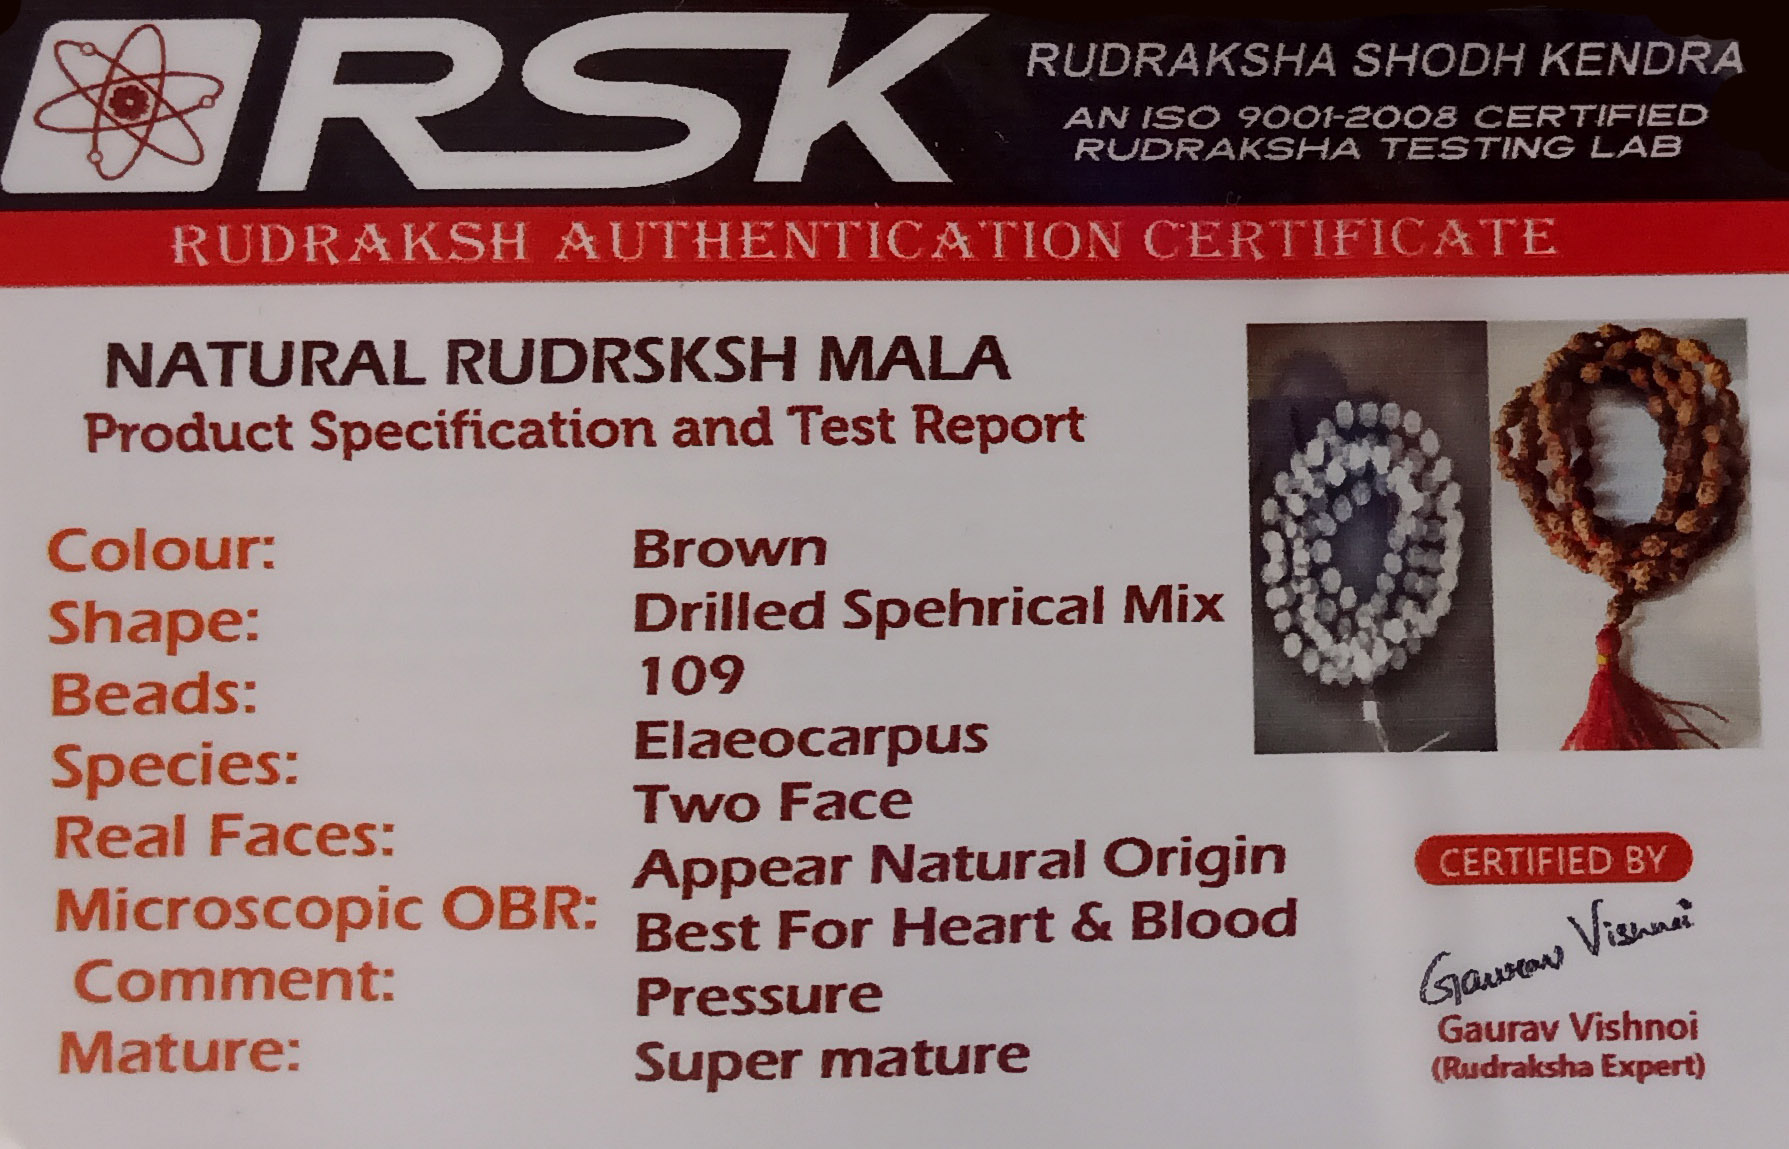 RSK
RUDRAKSHA SHODH KENDRA
AN ISO 9001-2008 CERTIFIED
RUDRAKSHA TESTING LAB
RUDRAKSH AUTHENTICATION CERTIFICATE
NATURAL RUDRSKSH MALA
Product Specification and Test Report
Colour: Brown
Shape: Drilled Spehrical Mix
Beads: 109
Species: Elaeocarpus
Real Faces: Two Face
Microscopic OBR: Appear Natural Origin
Comment: Best For Heart & Blood
Pressure
Mature: Super mature
CERTIFIED BY
Gaurav Vishnoi
Gaurav Vishnoi
(Rudraksha Expert)